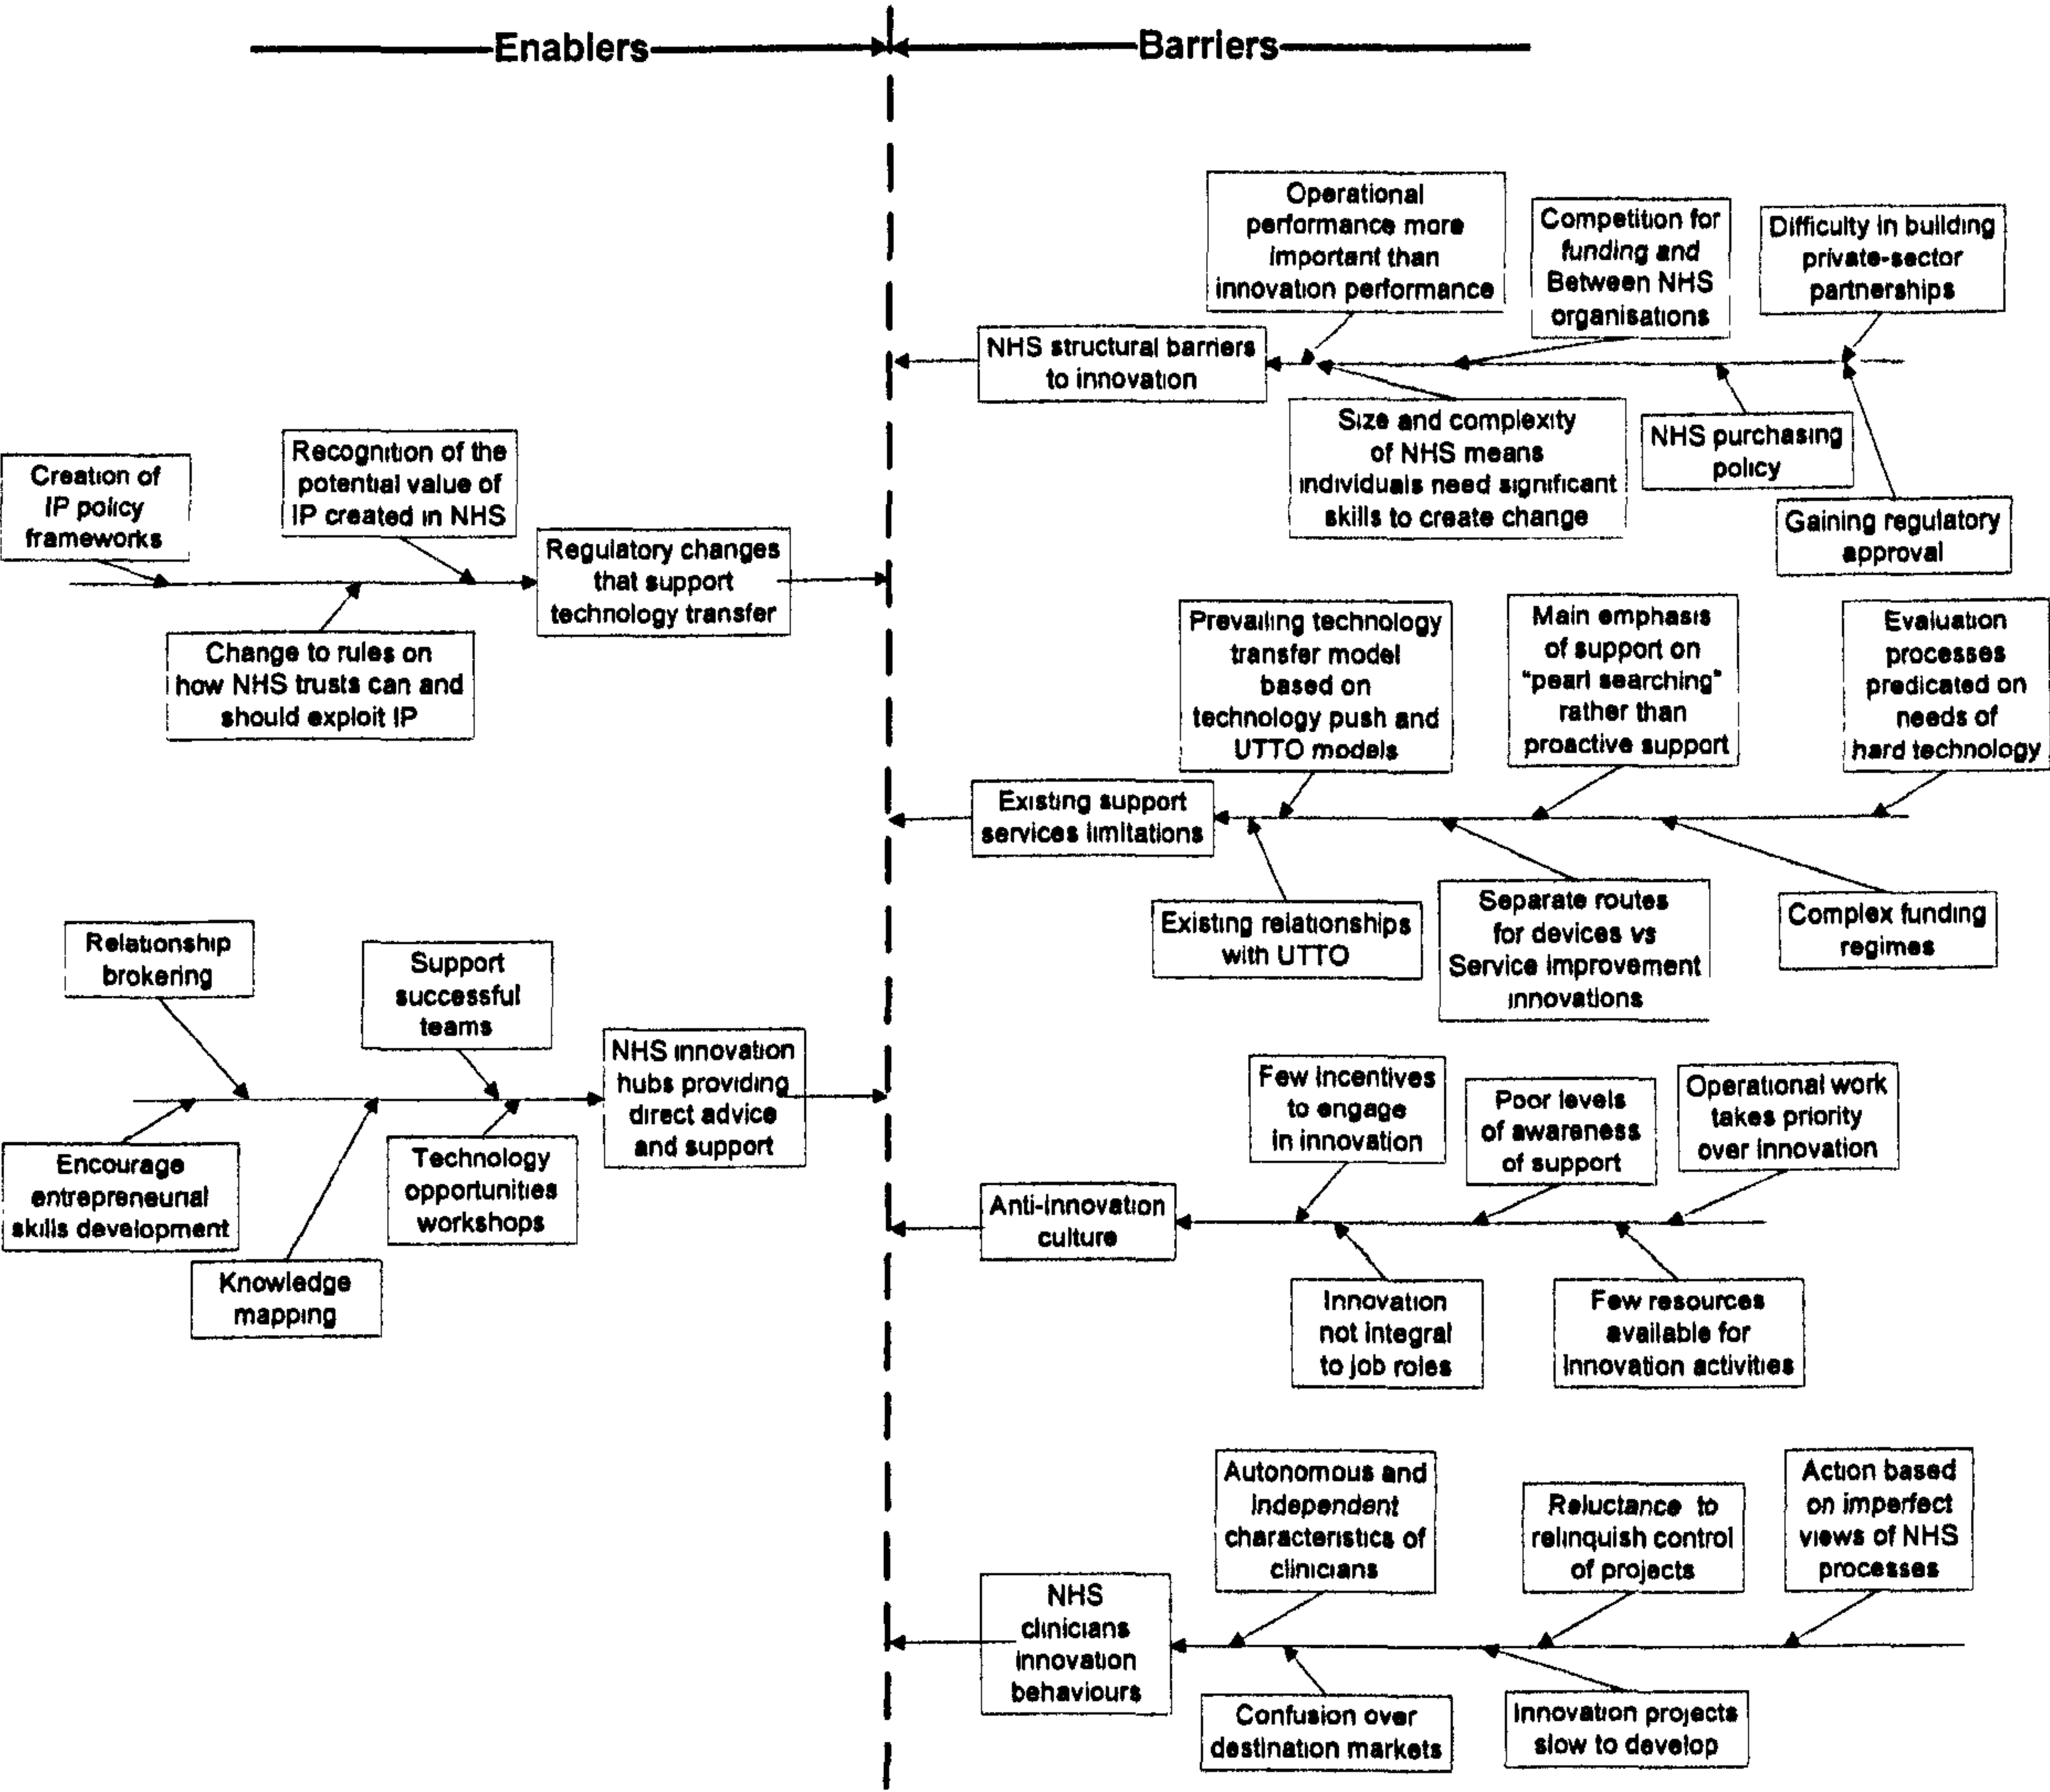 Enablers
Barriers
Creation of
IP policy
frameworks
Recognition of the
potential value of
IP created in NHS
Change to rules on
how NHS trusts can and
should exploit IP
Regulatory changes
that support
technology transfer
Relationship
brokering
Support
successful
teams
Encourage
entrepreneurial
skills development
Knowledge
mapping
Technology
opportunities
workshops
NHS innovation
hubs providing
direct advice
and support
Operational
performance more
important than
innovation performance
Competition for
funding and
Between NHS
organisations
Difficulty in building
private-sector
partnerships
NHS structural barriers
to innovation
Size and complexity
of NHS means
individuals need significant
skills to create change
NHS purchasing
policy
Gaining regulatory
approval
Prevailing technology
transfer model
based on
technology push and
UTTO models
Main emphasis
of support on
"pearl searching"
rather than
proactive support
Evaluation
processes
predicated on
needs of
hard technology
Existing support
services limitations
Existing relationships
with UTTO
Separate routes
for devices vs
Service improvement
innovations
Complex funding
regimes
Few incentives
to engage
in innovation
Poor levels
of awareness
of support
Operational work
takes priority
over innovation
Anti-innovation
culture
Innovation
not integral
to job roles
Few resources
available for
innovation activities
Autonomous and
independent
characteristics of
clinicians
Reluctance to
relinquish control
of projects
Action based
on imperfect
views of NHS
processes
NHS
clinicians
innovation
behaviours
Confusion over
destination markets
Innovation projects
slow to develop